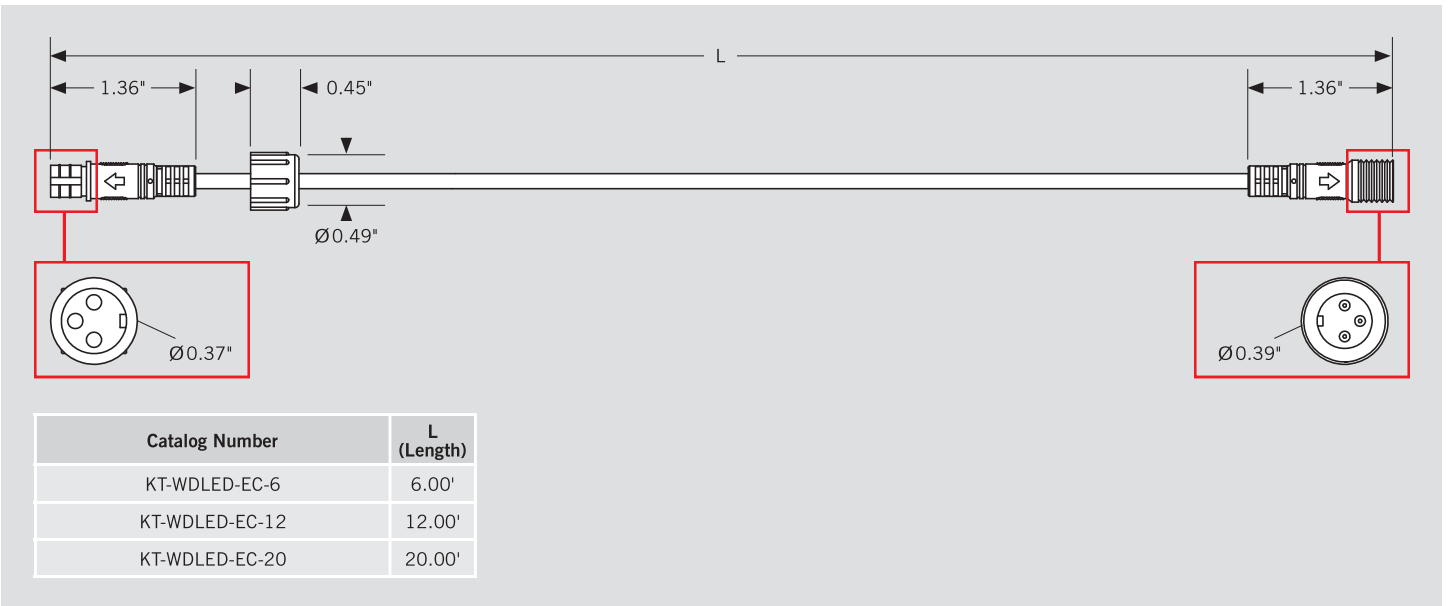 L
1.36" 0.45" 1.36"
Ø0.49"
Ø0.37" Ø0.39"
Catalog Number L (Length)
KT-WDLED-EC-6 6.00'
KT-WDLED-EC-12 12.00'
KT-WDLED-EC-20 20.00'